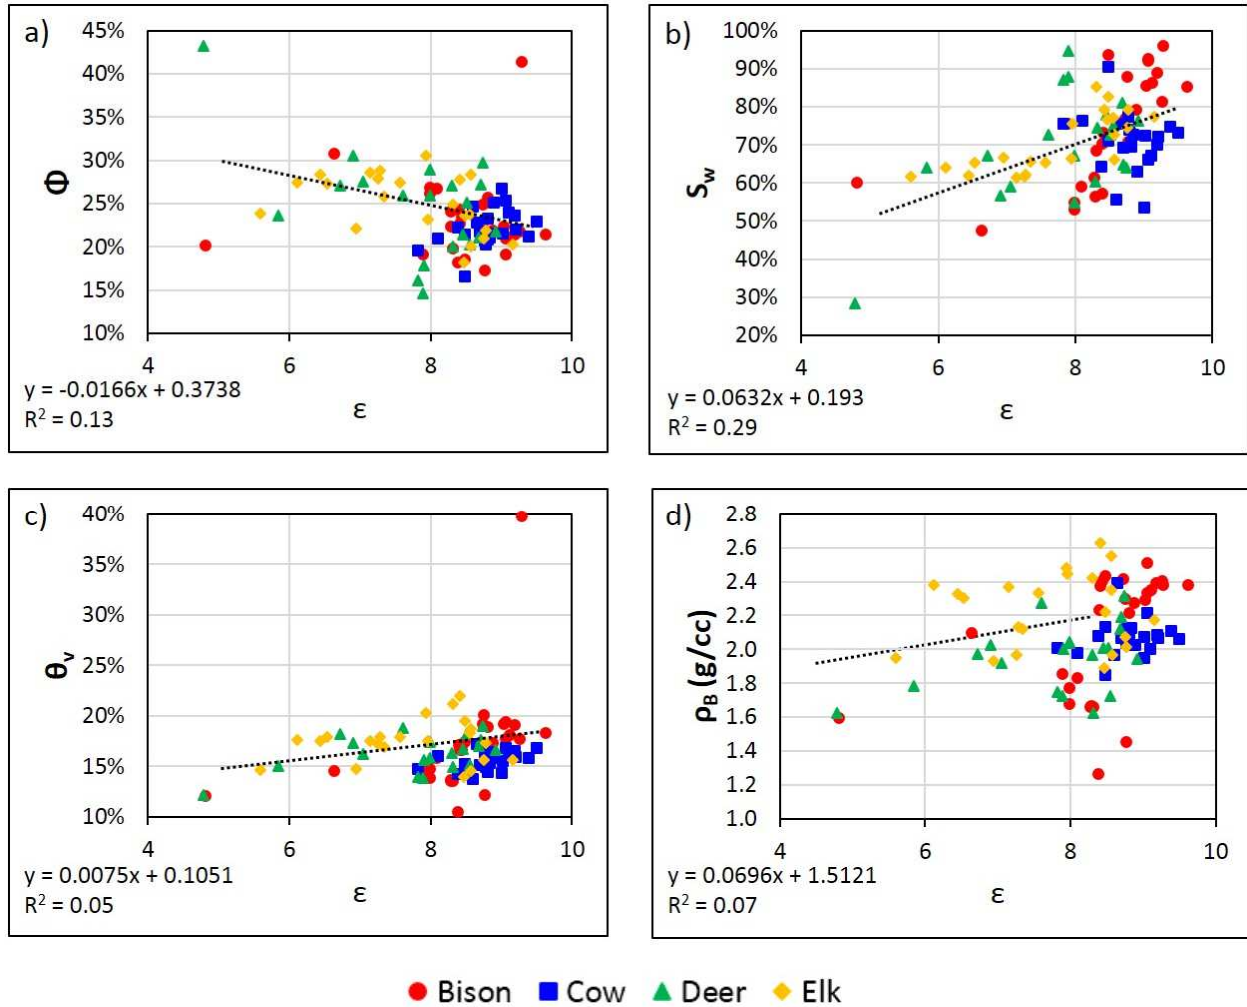 a)
45%
40%
35%
30%
25%
20%
15%
10%
Φ
4 6 8 10
ε
y = -0.0166x + 0.3738
R² = 0.13
b)
100%
90%
80%
70%
60%
50%
40%
30%
20%
S_w
4 6 8 10
ε
y = 0.0632x + 0.193
R² = 0.29
c)
40%
35%
30%
25%
20%
15%
10%
θ_v
4 6 8 10
ε
y = 0.0075x + 0.1051
R² = 0.05
d)
2.8
2.6
2.4
2.2
2.0
1.8
1.6
1.4
1.2
1.0
ρ_B (g/cc)
4 6 8 10
ε
y = 0.0696x + 1.5121
R² = 0.07
Bison Cow Deer Elk